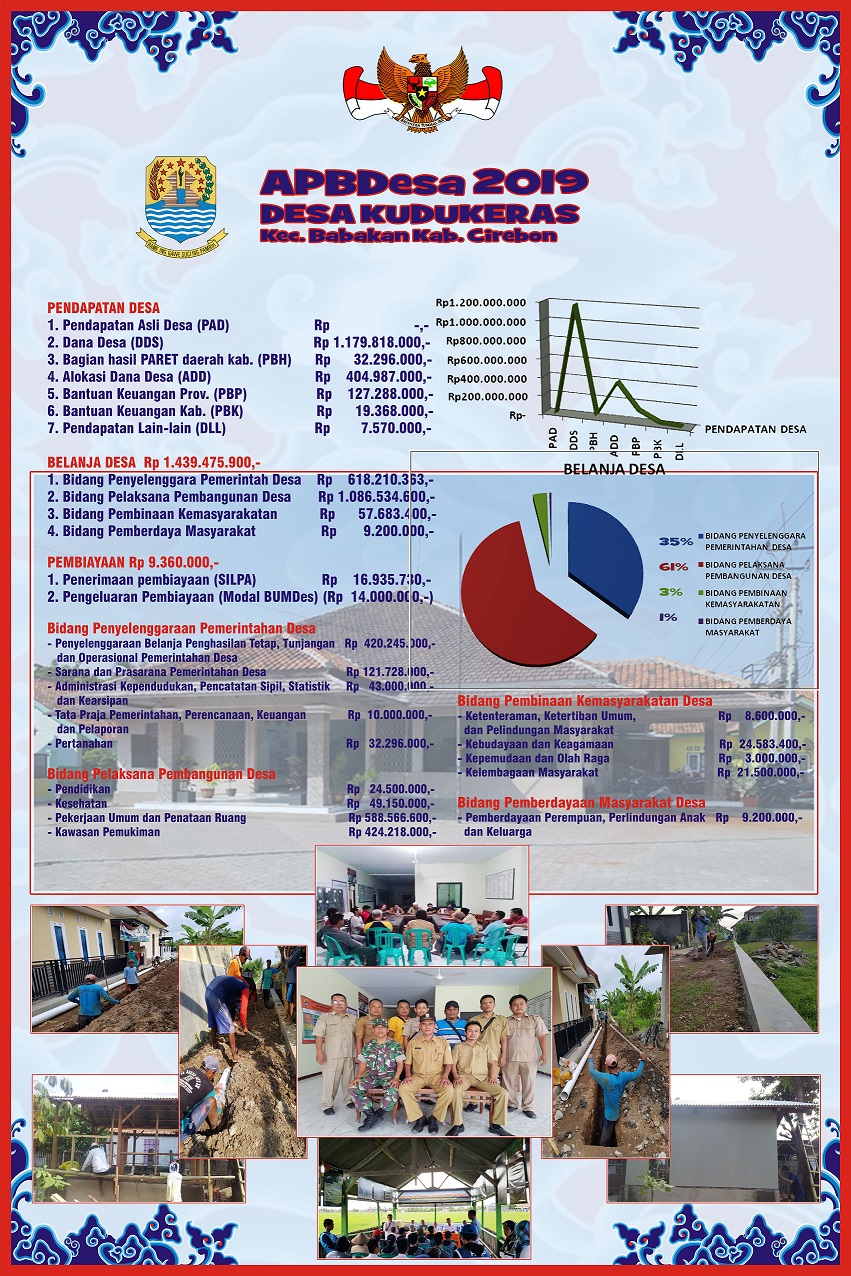 APBDesa 2019
DESA KUDUKERAS
Kec. Babakan Kab. Cirebon
PENDAPATAN DESA
1. Pendapatan Asli Desa (PAD) Rp -,-
2. Dana Desa (DDS) Rp 1.179.818.000,-
3. Bagian hasil PARET daerah kab. (PBH) Rp 32.296.000,-
4. Alokasi Dana Desa (ADD) Rp 404.987.000,-
5. Bantuan Keuangan Prov. (PBP) Rp 127.288.000,-
6. Bantuan Keuangan Kab. (PBK) Rp 19.368.000,-
7. Pendapatan Lain-lain (DLL) Rp 7.570.000,-
Rp1.200.000.000
Rp1.000.000.000
Rp800.000.000
Rp600.000.000
Rp400.000.000
Rp200.000.000
Rp-
PAD
DDS
PBH
ADD
PBP
PBK
DLL
PENDAPATAN DESA
BELANJA DESA Rp 1.439.475.900,-
1. Bidang Penyelenggara Pemerintah Desa Rp 618.210.363,-
2. Bidang Pelaksana Pembangunan Desa Rp 1.086.534.600,-
3. Bidang Pembinaan Kemasyarakatan Rp 57.683.400,-
4. Bidang Pemberdaya Masyarakat Rp 9.200.000,-
BELANJA DESA
35% BIDANG PENYELENGGARA
PEMERINTAHAN DESA
61% BIDANG PELAKSANA
PEMBANGUNAN DESA
3% BIDANG PEMBINAAN
KEMASYARAKATAN
1% BIDANG PEMBERDAYA
MASYARAKAT
PEMBIAYAAN Rp 9.360.000,-
1. Penerimaan pembiayaan (SILPA) Rp 16.935.730,-
2. Pengeluaran Pembiayaan (Modal BUMDes) (Rp 14.000.000,-)
Bidang Penyelenggaraan Pemerintahan Desa
- Penyelenggaraan Belanja Penghasilan Tetap, Tunjangan Rp 420.245.000,-
dan Operasional Pemerintahan Desa
- Sarana dan Prasarana Pemerintahan Desa Rp 121.728.000,-
- Administrasi Kependudukan, Pencatatan Sipil, Statistik Rp 43.000.000,-
dan Kearsipan
- Tata Praja Pemerintahan, Perencanaan, Keuangan Rp 10.000.000,-
dan Pelaporan
- Pertanahan Rp 32.296.000,-
Bidang Pelaksana Pembangunan Desa
- Pendidikan Rp 24.500.000,-
- Kesehatan Rp 49.150.000,-
- Pekerjaan Umum dan Penataan Ruang Rp 588.566.600,-
- Kawasan Pemukiman Rp 424.218.000,-
Bidang Pembinaan Kemasyarakatan Desa
- Ketenteraman, Ketertiban Umum, Rp 8.600.000,-
dan Pelindungan Masyarakat
- Kebudayaan dan Keagamaan Rp 24.583.400,-
- Kepemudaan dan Olah Raga Rp 3.000.000,-
- Kelembagaan Masyarakat Rp 21.500.000,-
Bidang Pemberdayaan Masyarakat Desa
- Pemberdayaan Perempuan, Perlindungan Anak Rp 9.200.000,-
dan Keluarga